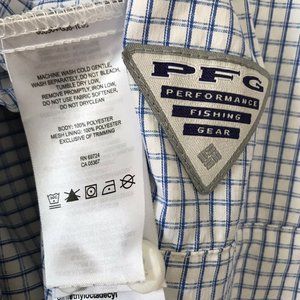 MACHINE WASH COLD GENTLE,
WASH SEPARATELY, DO NOT BLEACH,
TUMBLE DRY LOW,
REMOVE PROMPTLY, IRON LOW,
DO NOT USE FABRIC SOFTENER,
DO NOT DRYCLEAN
BODY: 100% POLYESTER
MESH LINING: 100% POLYESTER
EXCLUSIVE OF TRIMMING
RN 69724
CA 05367
PFG
PERFORMANCE
FISHING
GEAR
methyloctadecyl